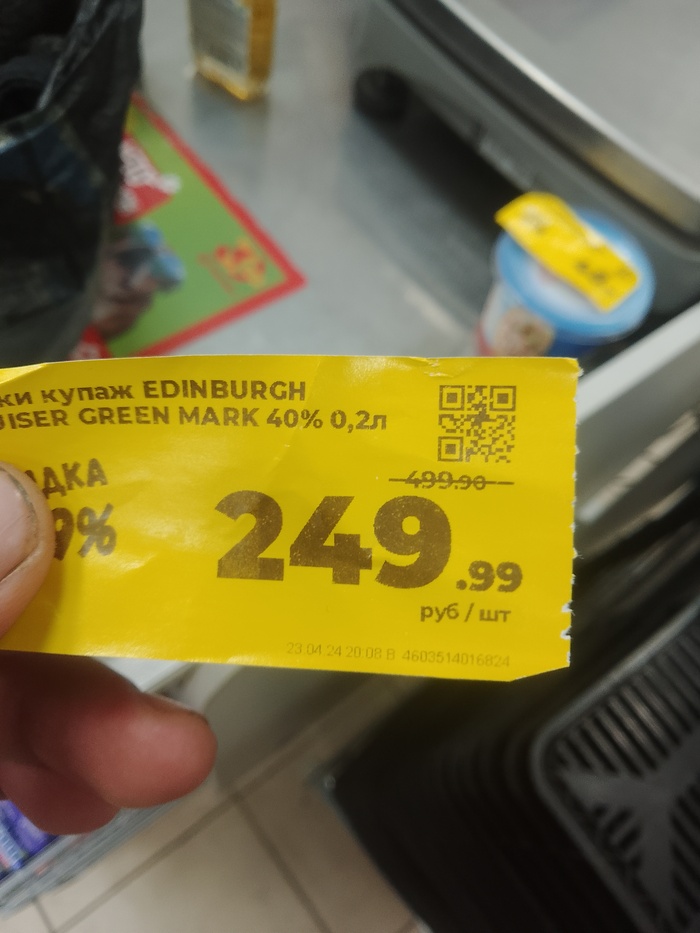 ки купаж EDINBURGH
UISER GREEN MARK 40% 0,2л
ИДКА
9%
499.90
249.99
руб / шт
23.04.24 20:08 В 4603514016824